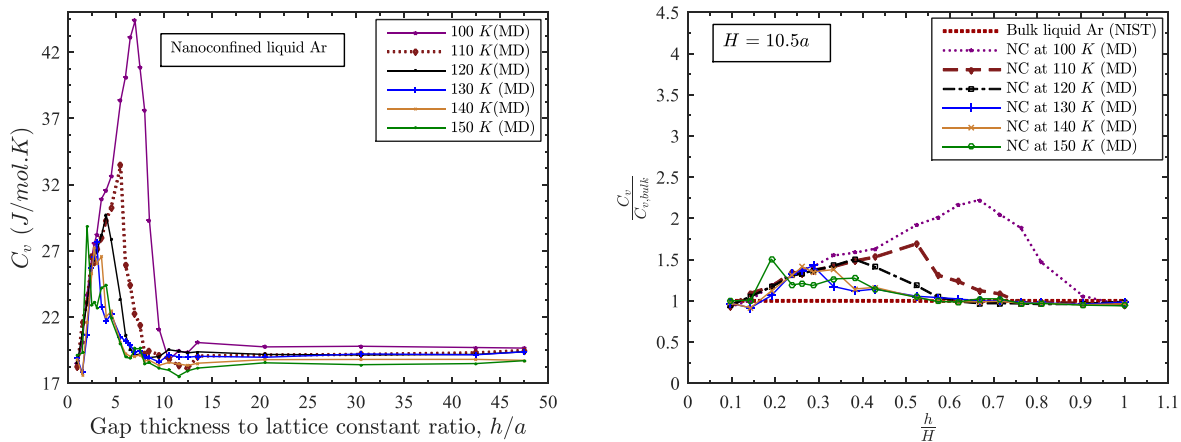 42
37
32
27
22
17
C_v (J/mol.K)
0 5 10 15 20 25 30 35 40 45 50
Gap thickness to lattice constant ratio, h/a
Nanoconfined liquid Ar
100 K(MD)
110 K(MD)
120 K(MD)
130 K (MD)
140 K(MD)
150 K (MD)
4.5
4
3.5
3
2.5
2
1.5
1
0.5
0
C_v
C_{v,bulk}
0 0.1 0.2 0.3 0.4 0.5 0.6 0.7 0.8 0.9 1 1.1
h
H
H = 10.5a
Bulk liquid Ar (NIST)
NC at 100 K (MD)
NC at 110 K (MD)
NC at 120 K (MD)
NC at 130 K (MD)
NC at 140 K (MD)
NC at 150 K (MD)